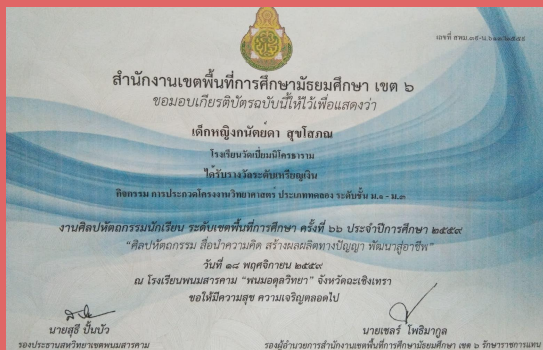 เลขที่ สพม.๓๕-น.๖๑๑/๒๕๕๙
สำนักงานเขตพื้นที่การศึกษามัธยมศึกษา เขต ๖
ขอมอบเกียรติบัตรฉบับนี้ให้ไว้เพื่อแสดงว่า
เด็กหญิงกนัตย์ดา สุขโสภณ
โรงเรียนวัดเปี่ยมนิโครธาราม
ได้รับรางวัลระดับเหรียญเงิน
กิจกรรม การประกวดโครงงานวิทยาศาสตร์ ประเภททดลอง ระดับชั้น ม.๑ - ม.๓
งานศิลปหัตถกรรมนักเรียน ระดับเขตพื้นที่การศึกษา ครั้งที่ ๖๖ ประจำปีการศึกษา ๒๕๕๙
"ศิลปหัตถกรรม สื่อนำความคิด สร้างผลผลิตทางปัญญา พัฒนาสู่อาชีพ"
วันที่ ๑๘ พฤศจิกายน ๒๕๕๙
ณ โรงเรียนพนมสารคาม "พนมอดุลวิทยา" จังหวัดฉะเชิงเทรา
ขอให้มีความสุข ความเจริญตลอดไป
นายสุธี ปั้นบัว
รองประธานสหวิทยาเขตพนมสารคาม
นายเชลร์ โพธิมากูล
รองผู้อำนวยการสำนักงานเขตพื้นที่การศึกษามัธยมศึกษา เขต ๖ รักษาราชการแทน